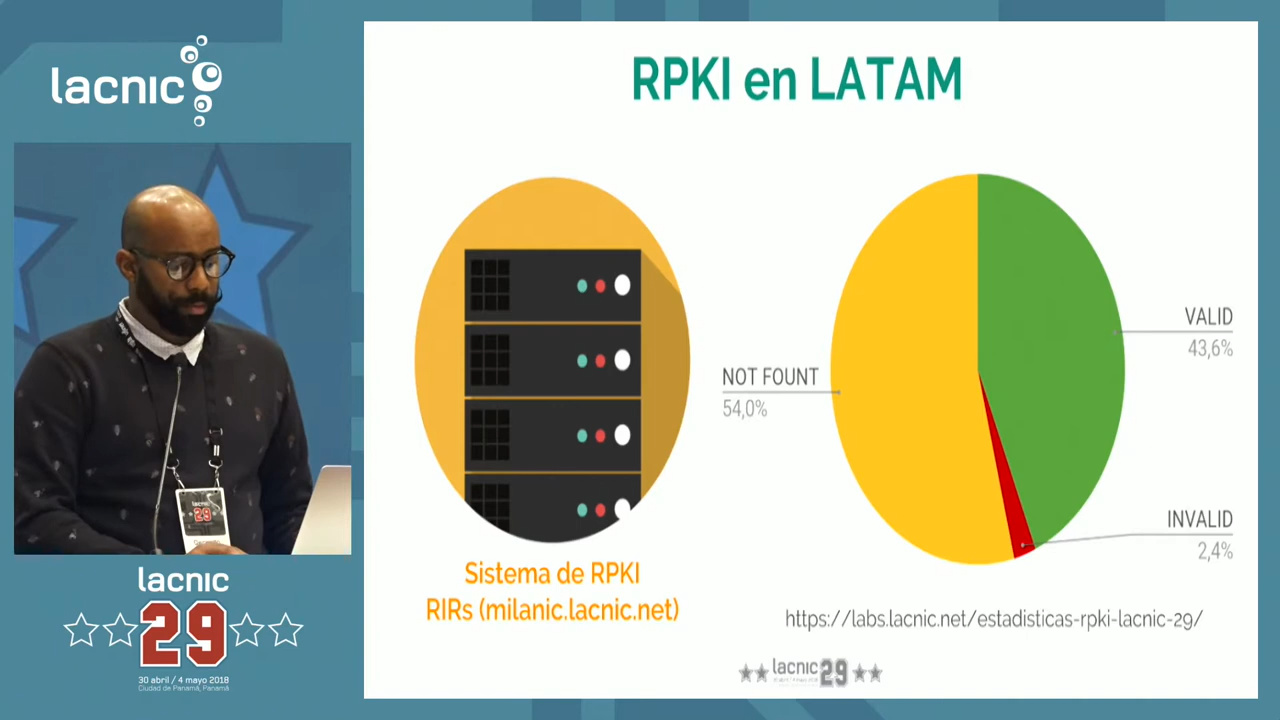 lacnic
RPKI en LATAM
VALID
43,6%
NOT FOUNT
54,0%
INVALID
2,4%
Sistema de RPKI
RIRs (milanic.lacnic.net)
https://labs.lacnic.net/estadisticas-rpki-lacnic-29/
lacnic
29
lacnic
29
30 abril / 4 mayo 2018
Ciudad de Panamá, Panamá
lacnic 29